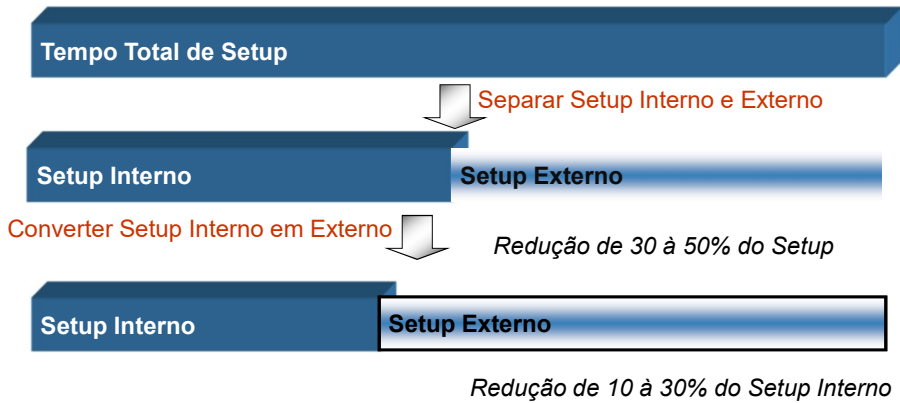 Tempo Total de Setup
Separar Setup Interno e Externo
Setup Interno
Setup Externo
Converter Setup Interno em Externo
Redução de 30 à 50% do Setup
Setup Interno
Setup Externo
Redução de 10 à 30% do Setup Interno